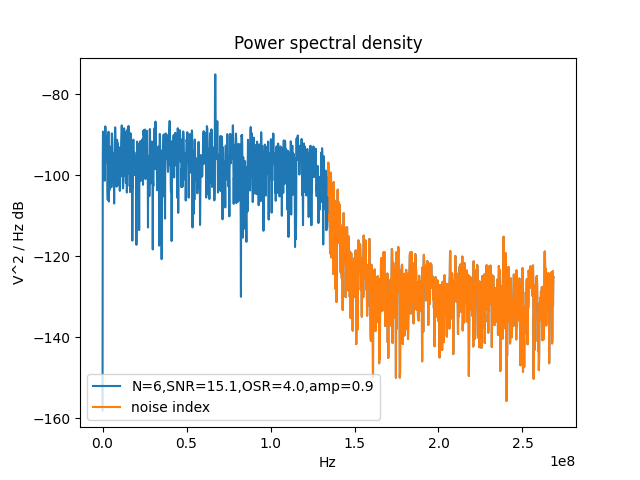 Power spectral density
V^2 / Hz dB
−80
−100
−120
−140
−160
N=6,SNR=15.1,OSR=4.0,amp=0.9
noise index
0.0 0.5 1.0 1.5 2.0 2.5
1e8
Hz